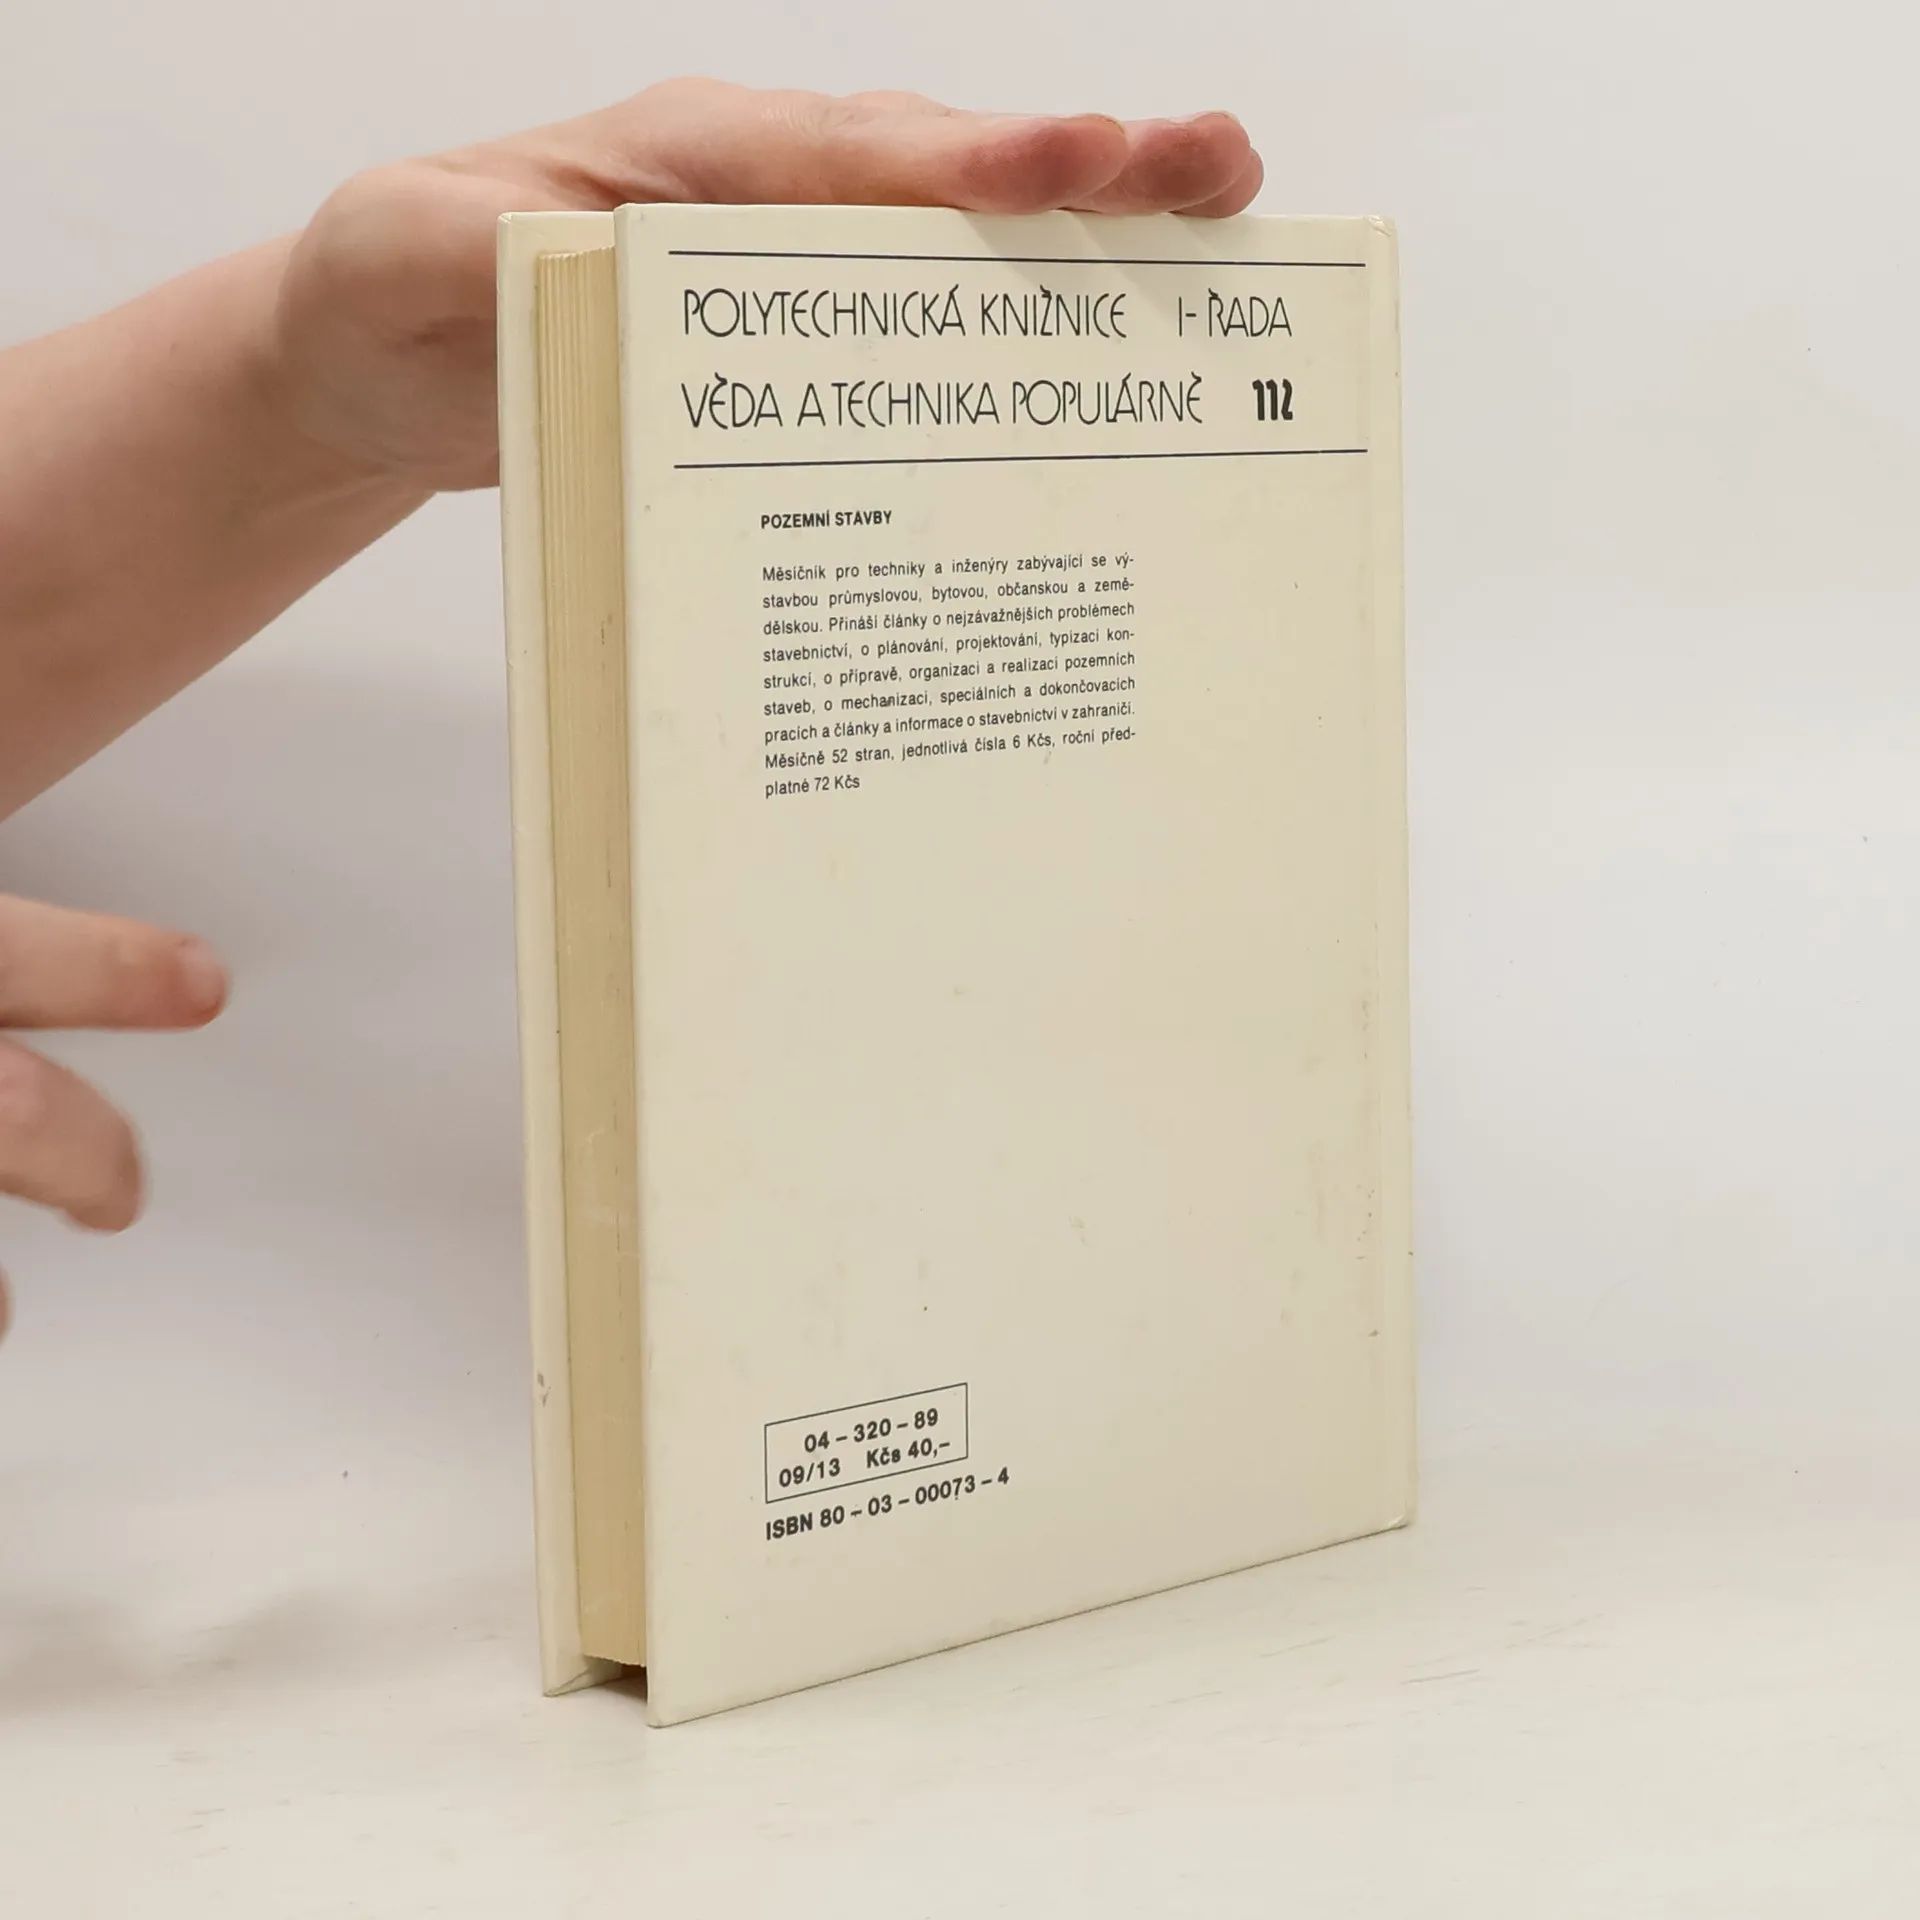 POLYTECHNICKÁ KNIŽNICE I-ŘADA
VĚDA A TECHNIKA POPULÁRNĚ 112
POZEMNÍ STAVBY
Měsíčník pro techniky a inženýry zabývající se vý-
stavbou průmyslovou, bytovou, občanskou a země-
dělskou. Přináší články o nejzávažnějších problémech
stavebnictví, o plánování, projektování, typizaci kon-
strukcí, o přípravě, organizaci a realizaci pozemních
staveb, o mechanizaci, speciálních a dokončovacích
pracích a články a informace o stavebnictví v zahraničí.
Měsíčně 52 stran, jednotlivá čísla 6 Kčs, roční před-
platné 72 Kčs
04 – 320 – 89
09/13 Kčs 40,–
ISBN 80 – 03 – 00073 – 4